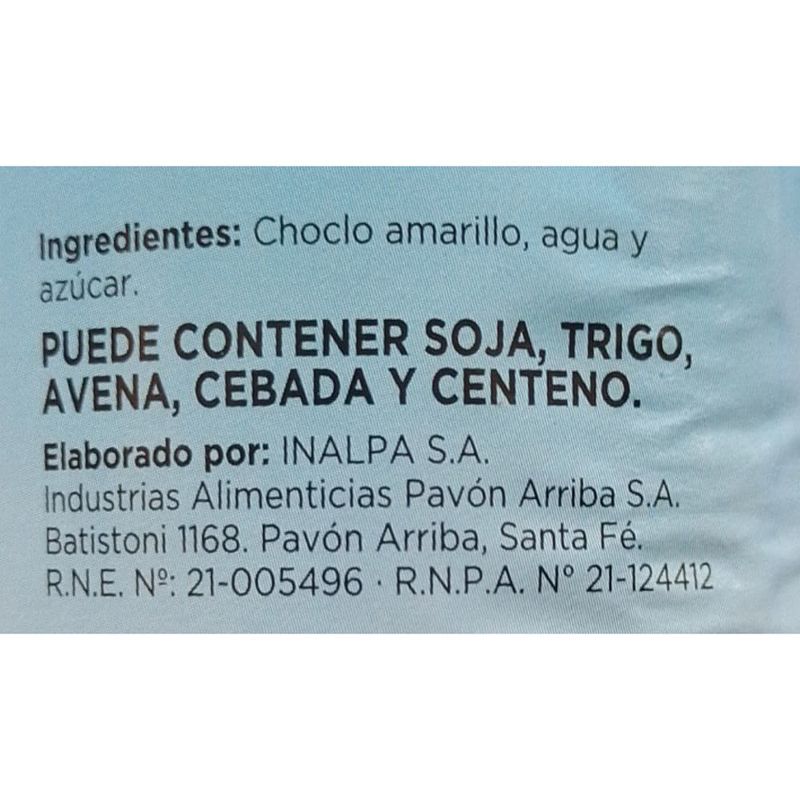 Ingredientes: Choclo amarillo, agua y
azúcar.
PUEDE CONTENER SOJA, TRIGO,
AVENA, CEBADA Y CENTENO.
Elaborado por: INALPA S.A.
Industrias Alimenticias Pavón Arriba S.A.
Batistoni 1168. Pavón Arriba, Santa Fé.
R.N.E. Nº: 21-005496 · R.N.P.A. N° 21-124412